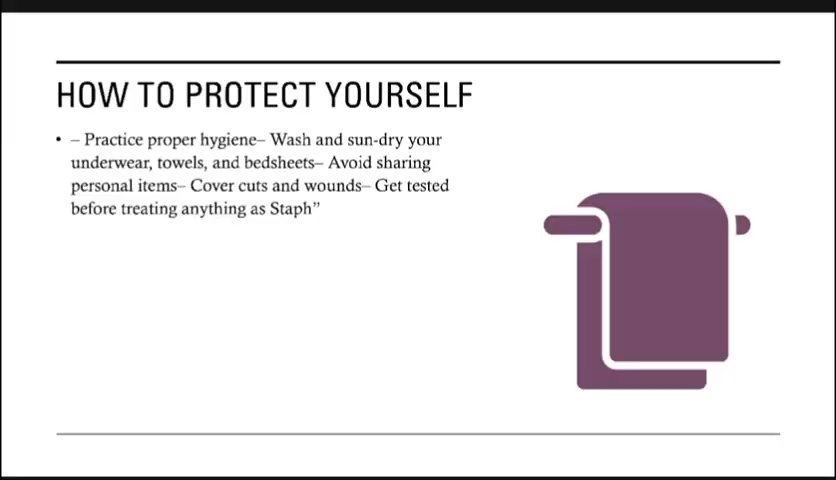 HOW TO PROTECT YOURSELF
• – Practice proper hygiene– Wash and sun-dry your
underwear, towels, and bedsheets– Avoid sharing
personal items– Cover cuts and wounds– Get tested
before treating anything as Staph”